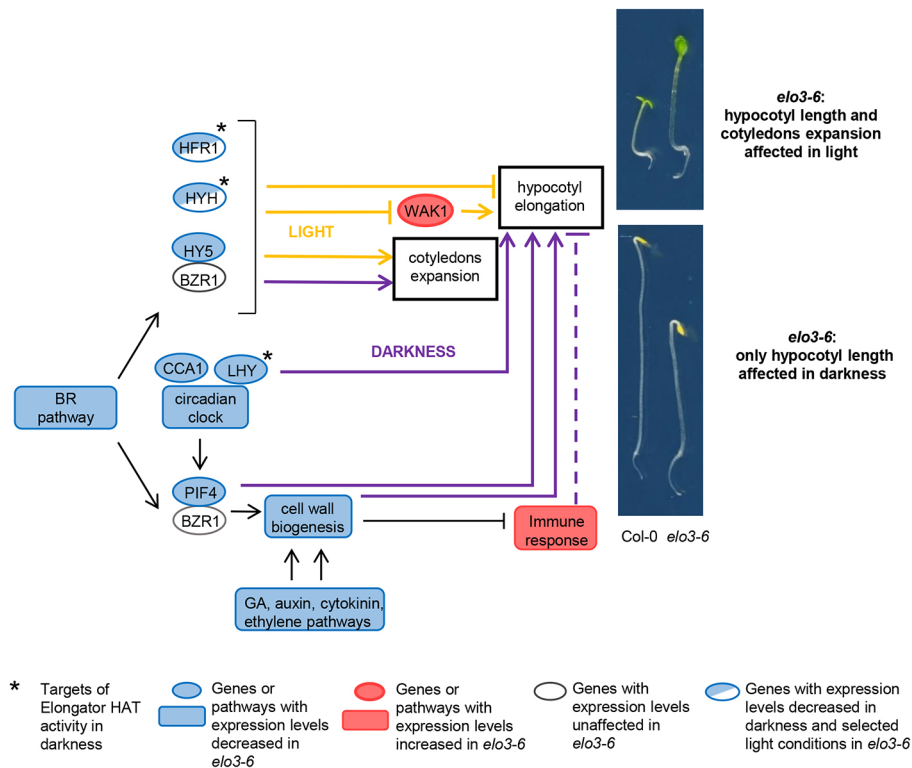 elo3-6:
hypocotyl length and
cotyledons expansion
affected in light
*
HFR1
*
HYH
HY5
BZR1
LIGHT
WAK1
hypocotyl
elongation
cotyledons
expansion
DARKNESS
elo3-6:
only hypocotyl length
affected in darkness
BR
pathway
CCA1
LHY
*
circadian
clock
PIF4
BZR1
cell wall
biogenesis
Immune
response
Col-0 elo3-6
GA, auxin, cytokinin,
ethylene pathways
*
Targets of
Elongator HAT
activity in
darkness
Genes or
pathways with
expression levels
decreased in
elo3-6
Genes or
pathways with
expression levels
increased in elo3-6
Genes with
expression levels
unaffected in
elo3-6
Genes with expression
levels decreased in
darkness and selected
light conditions in elo3-6